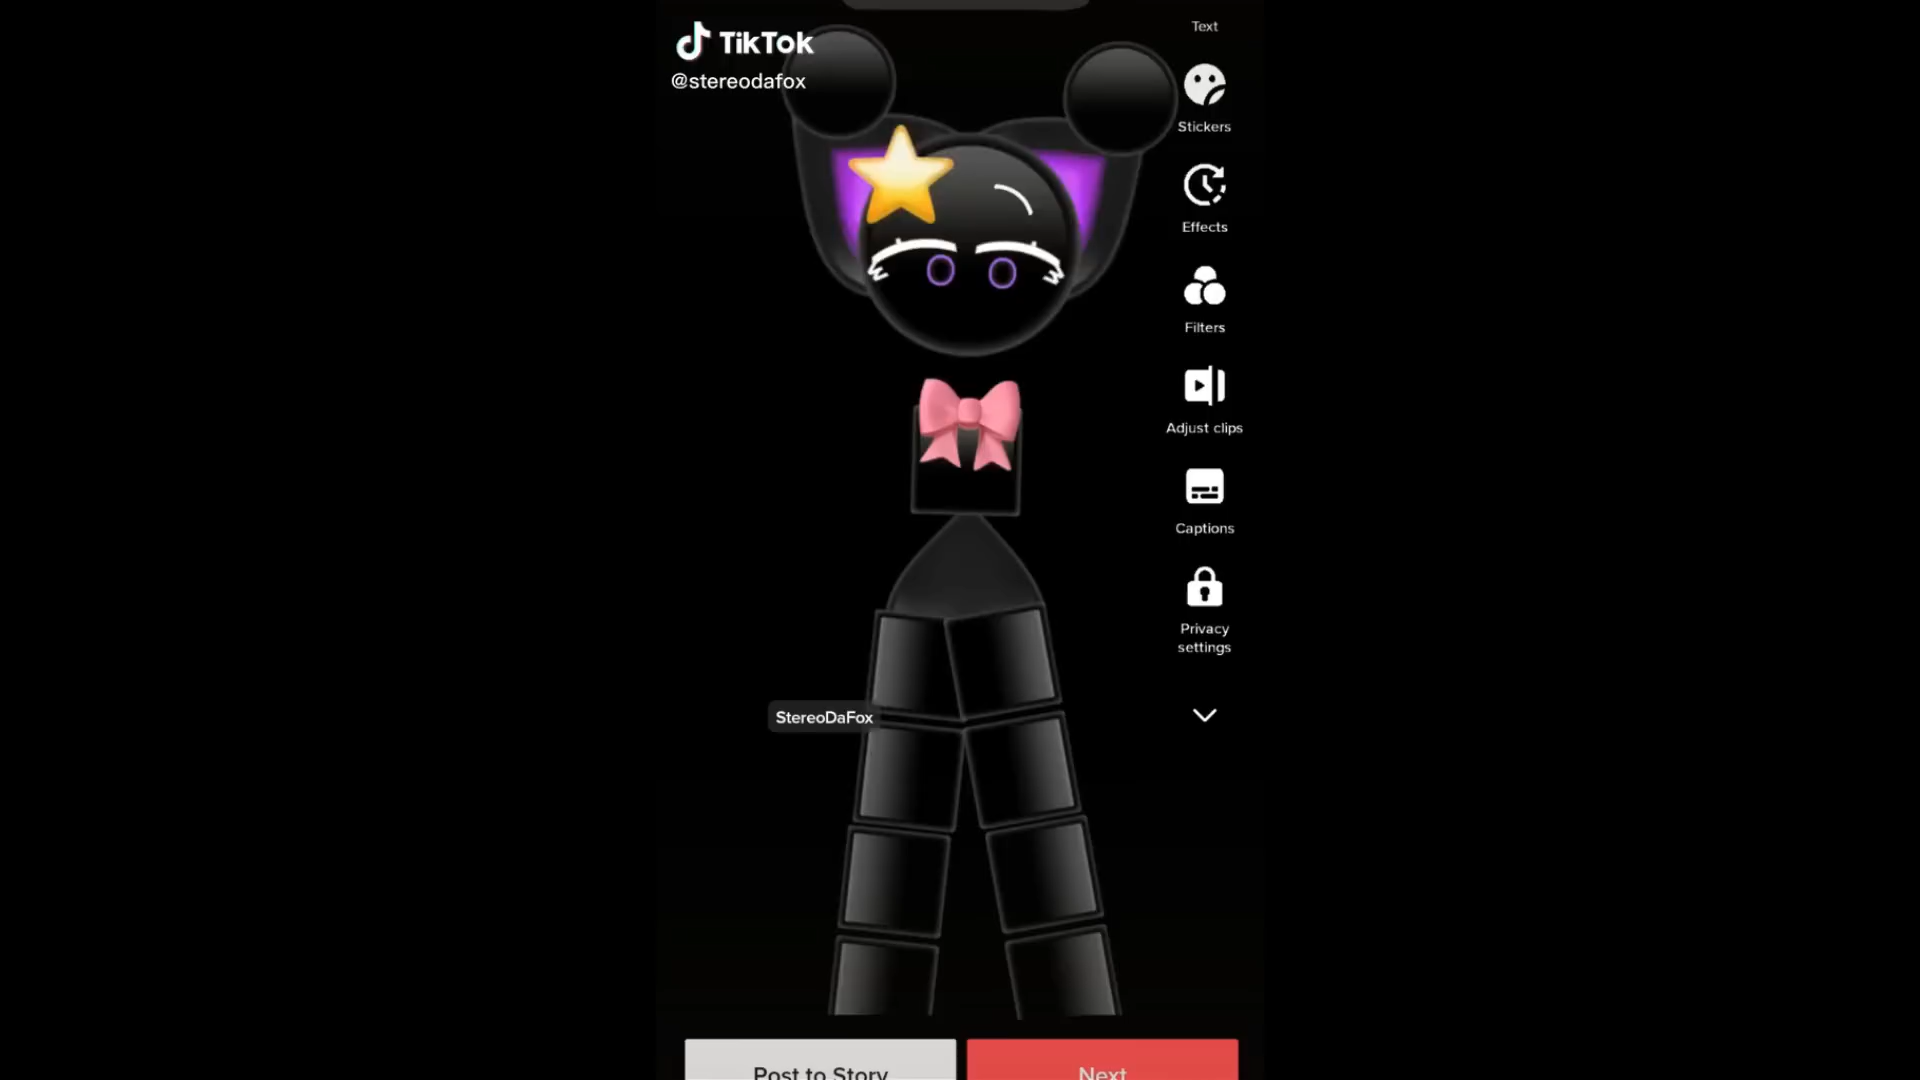 TikTok
@stereodafox
Text
Stickers
Effects
Filters
Adjust clips
Captions
Privacy
settings
StereoDaFox
Post to Story
Next